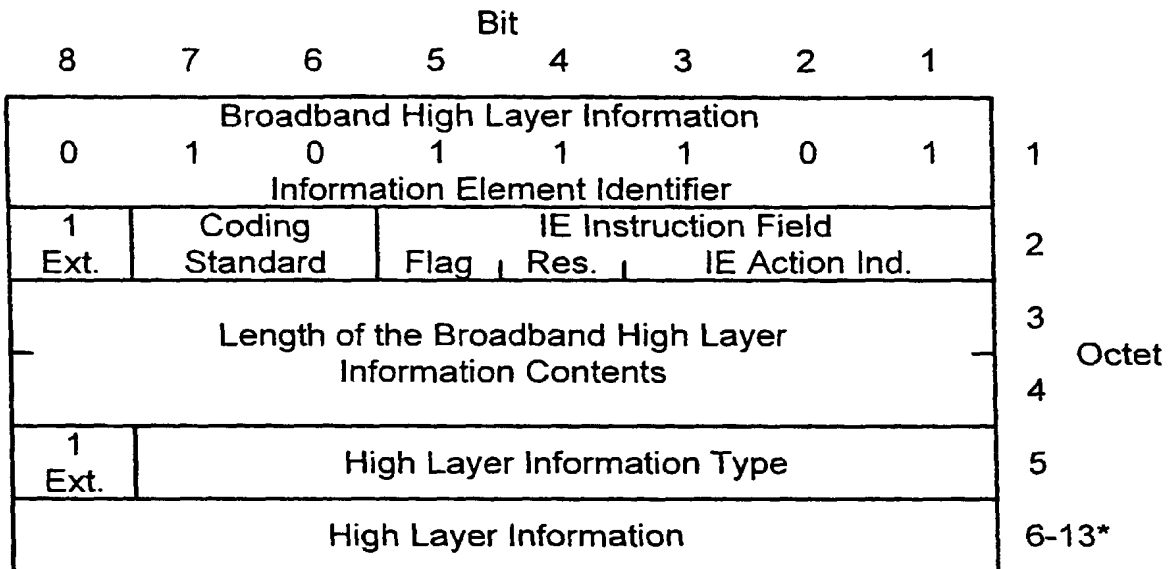 Bit
8 7 6 5 4 3 2 1
Broadband High Layer Information
0 1 0 1 1 1 0 1 1
Information Element Identifier
1 Coding IE Instruction Field
Ext. Standard Flag Res. IE Action Ind. 2
3
Length of the Broadband High Layer
Information Contents Octet
4
1
Ext. High Layer Information Type 5
High Layer Information 6-13*